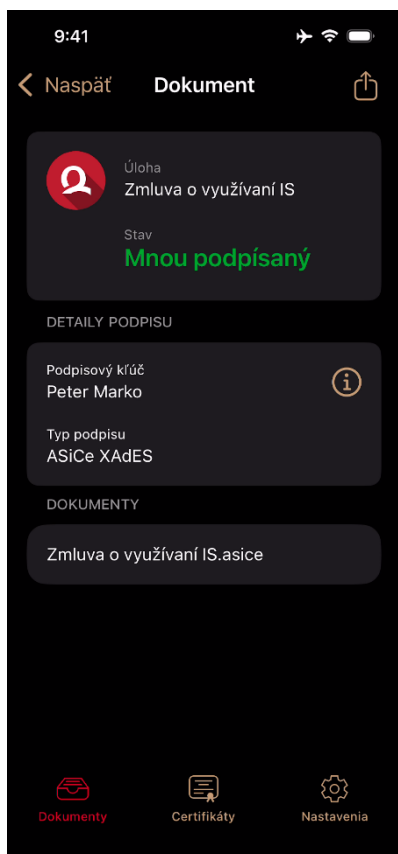 9:41
Naspäť
Dokument
Úloha
Zmluva o využívaní IS
Stav
Mnou podpísaný
DETAILY PODPISU
Podpisový kľúč
Peter Marko
Typ podpisu
ASiCe XAdES
DOKUMENTY
Zmluva o využívaní IS.asice
Dokumenty
Certifikáty
Nastavenia